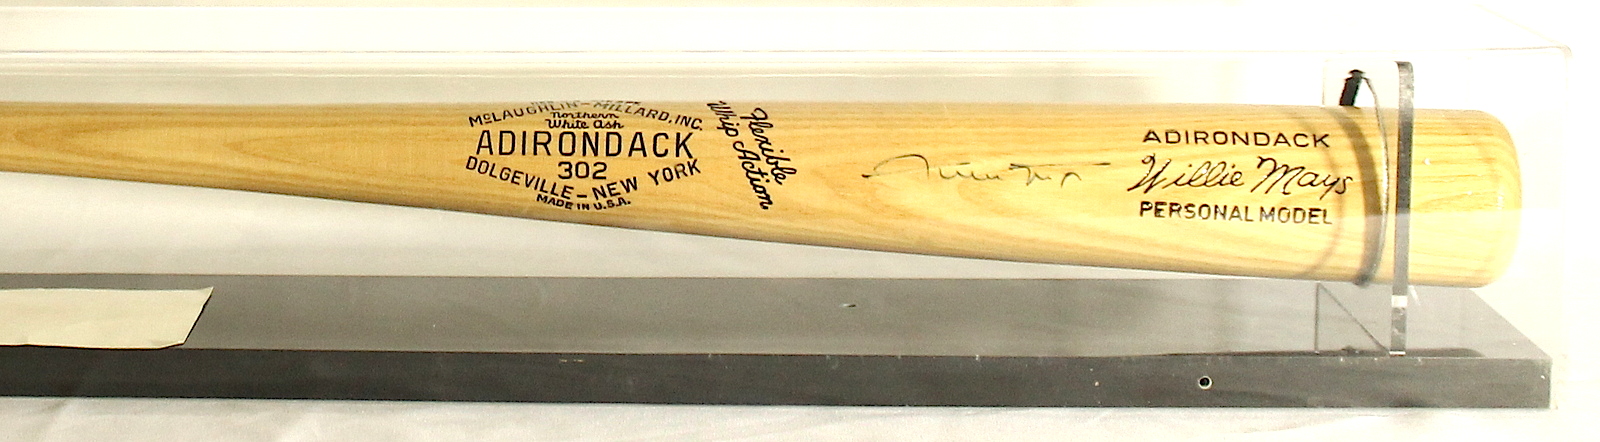 McLAUGHLIN-MILLARD, INC.
Northern
White Ash
ADIRONDACK
302
DOLGEVILLE-NEW YORK
MADE IN U.S.A.
Flexible
Whip Action
ADIRONDACK
Willie Mays
PERSONAL MODEL